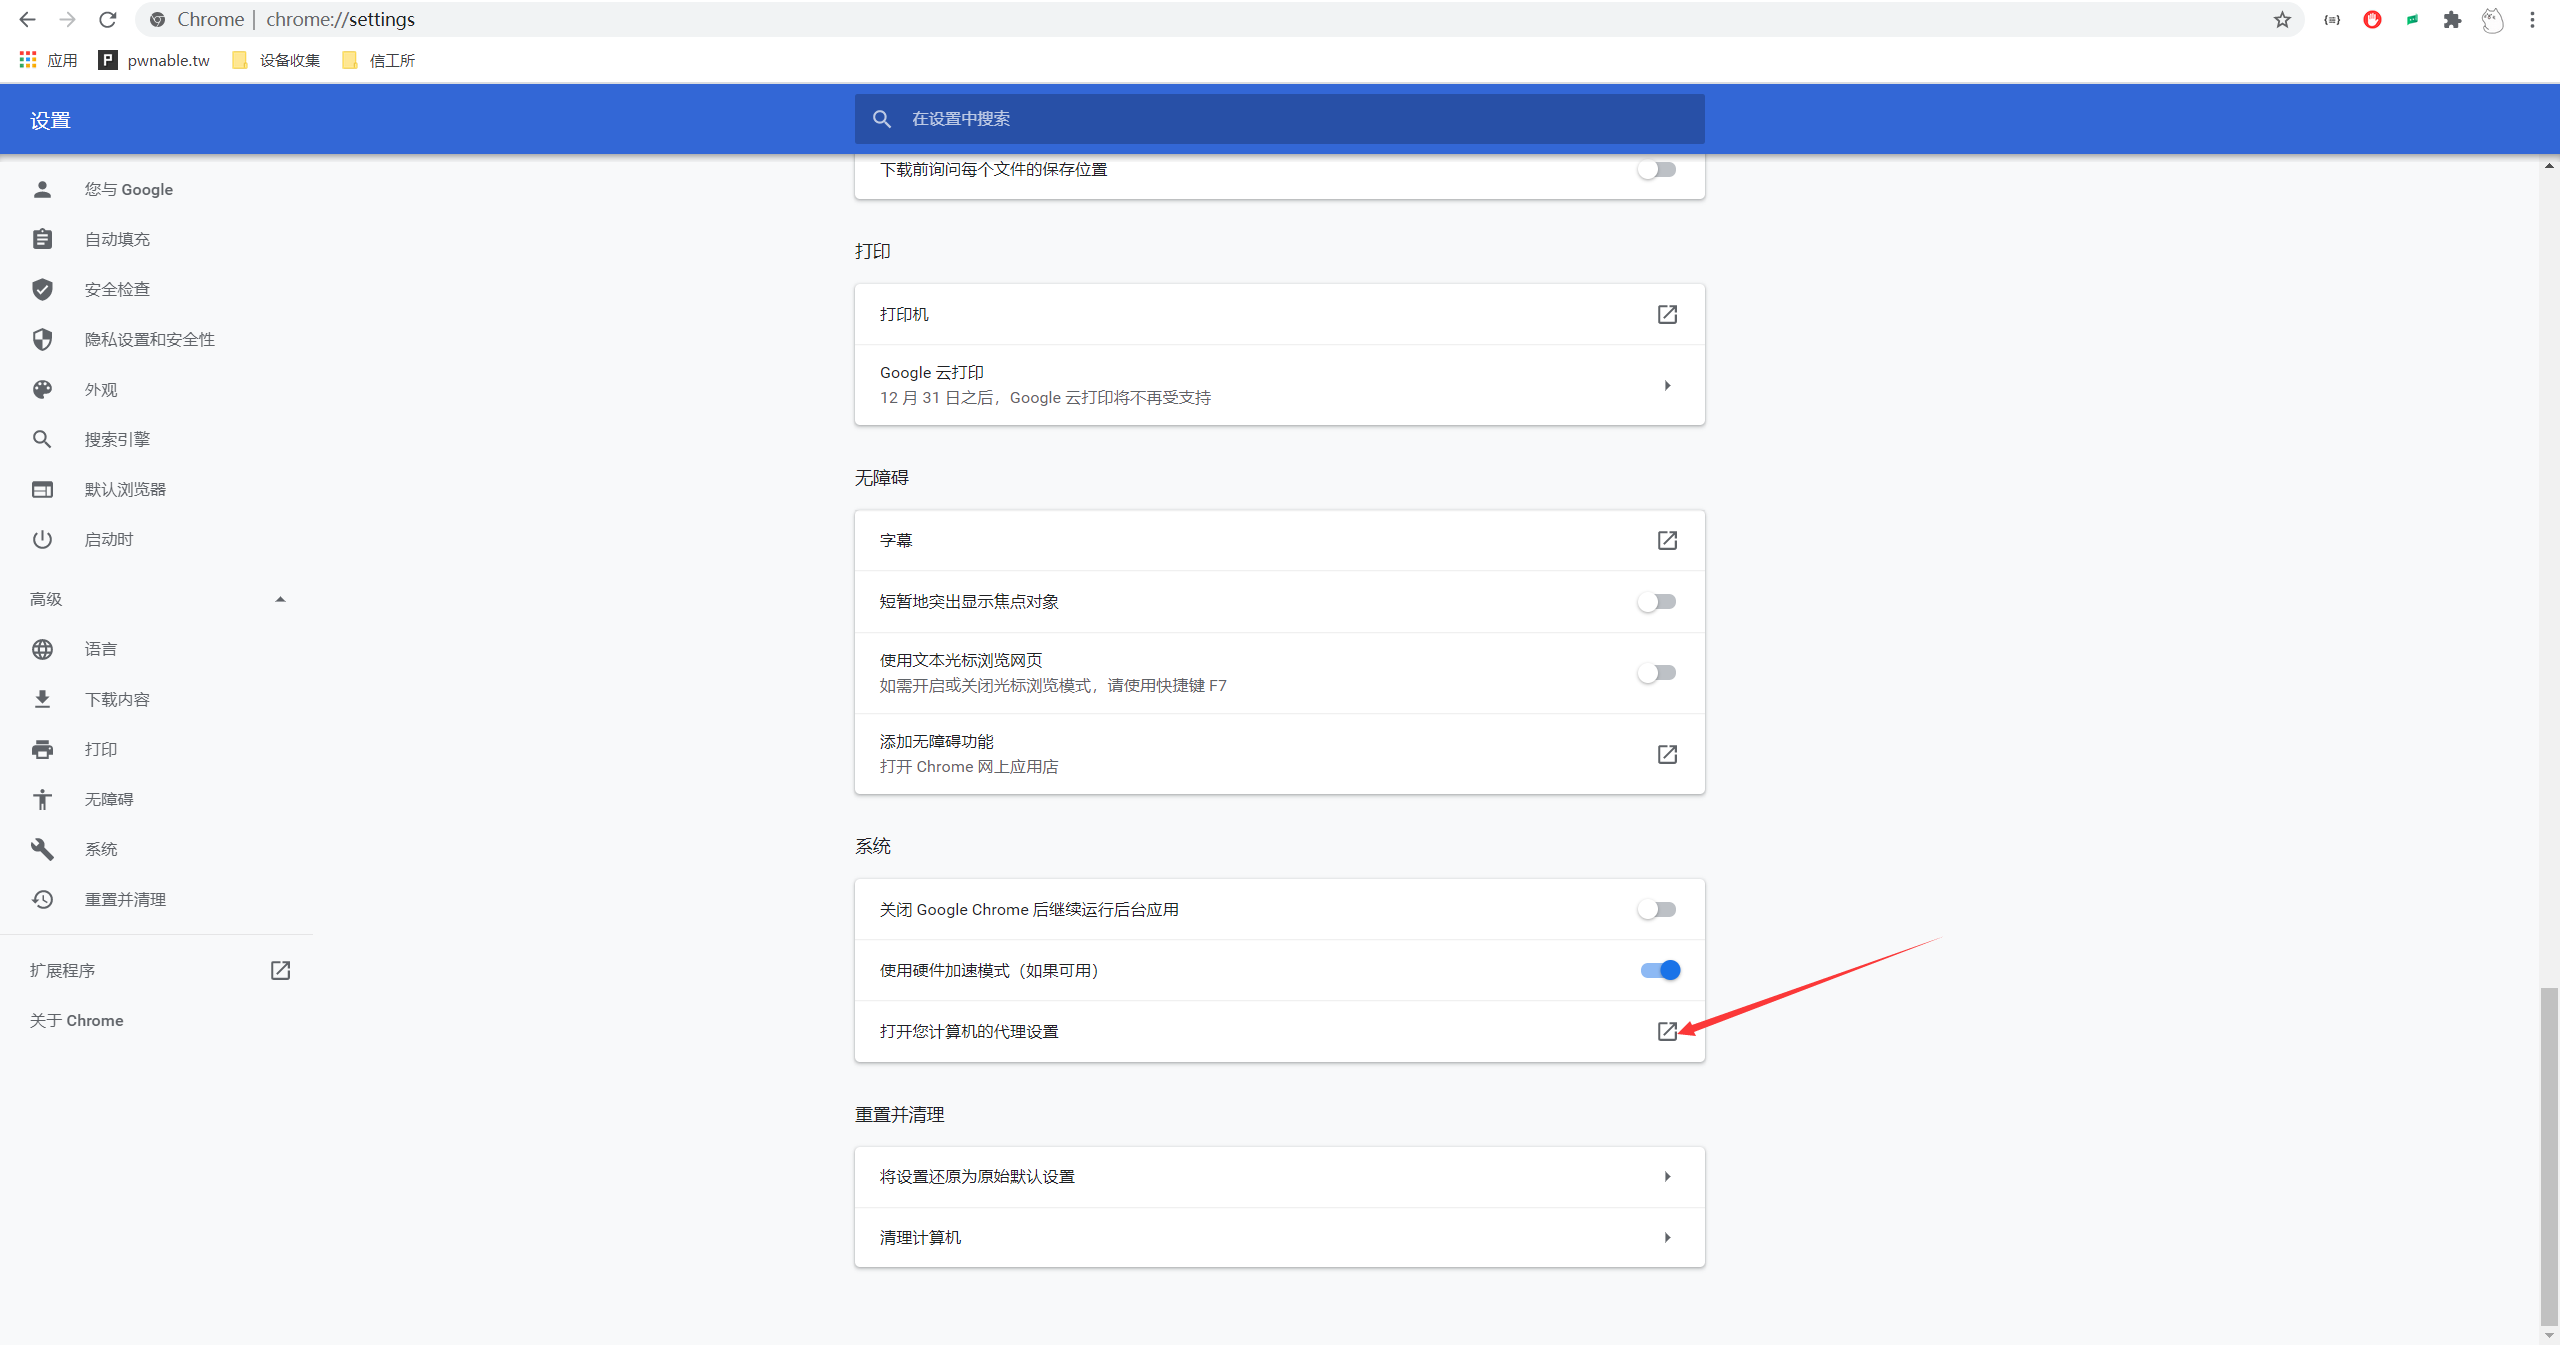 Chrome | chrome://settings
应用 pwnable.tw 设备收集 信工所
设置
在设置中搜索
您与 Google
自动填充
安全检查
隐私设置和安全性
外观
搜索引擎
默认浏览器
启动时
高级
语言
下载内容
打印
无障碍
系统
重置并清理
扩展程序
关于 Chrome
下载前询问每个文件的保存位置
打印
打印机
Google 云打印
12 月 31 日之后，Google 云打印将不再受支持
无障碍
字幕
短暂地突出显示焦点对象
使用文本光标浏览网页
如需开启或关闭光标浏览模式，请使用快捷键 F7
添加无障碍功能
打开 Chrome 网上应用店
系统
关闭 Google Chrome 后继续运行后台应用
使用硬件加速模式（如果可用）
打开您计算机的代理设置
重置并清理
将设置还原为原始默认设置
清理计算机